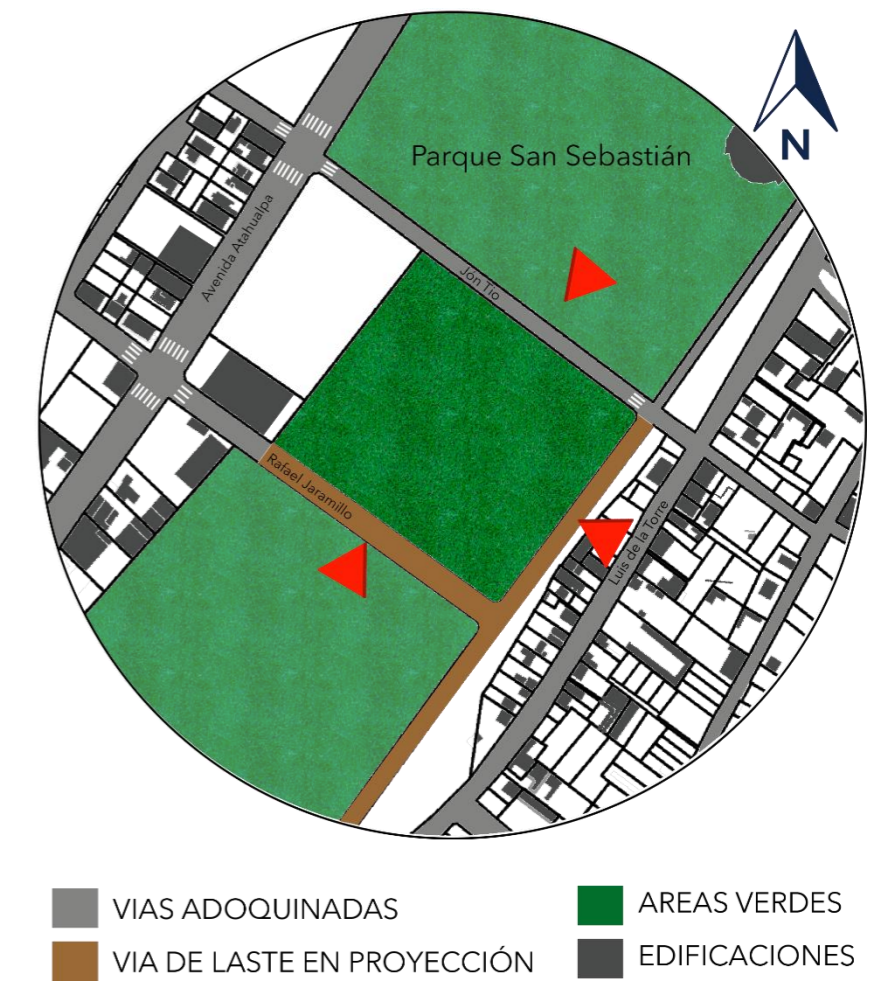 N
Parque San Sebastián
Avenida Atahualpa
Jón Tio
Rafael Jaramillo
Luis de la Torre
VIAS ADOQUINADAS
AREAS VERDES
VIA DE LASTE EN PROYECCIÓN
EDIFICACIONES